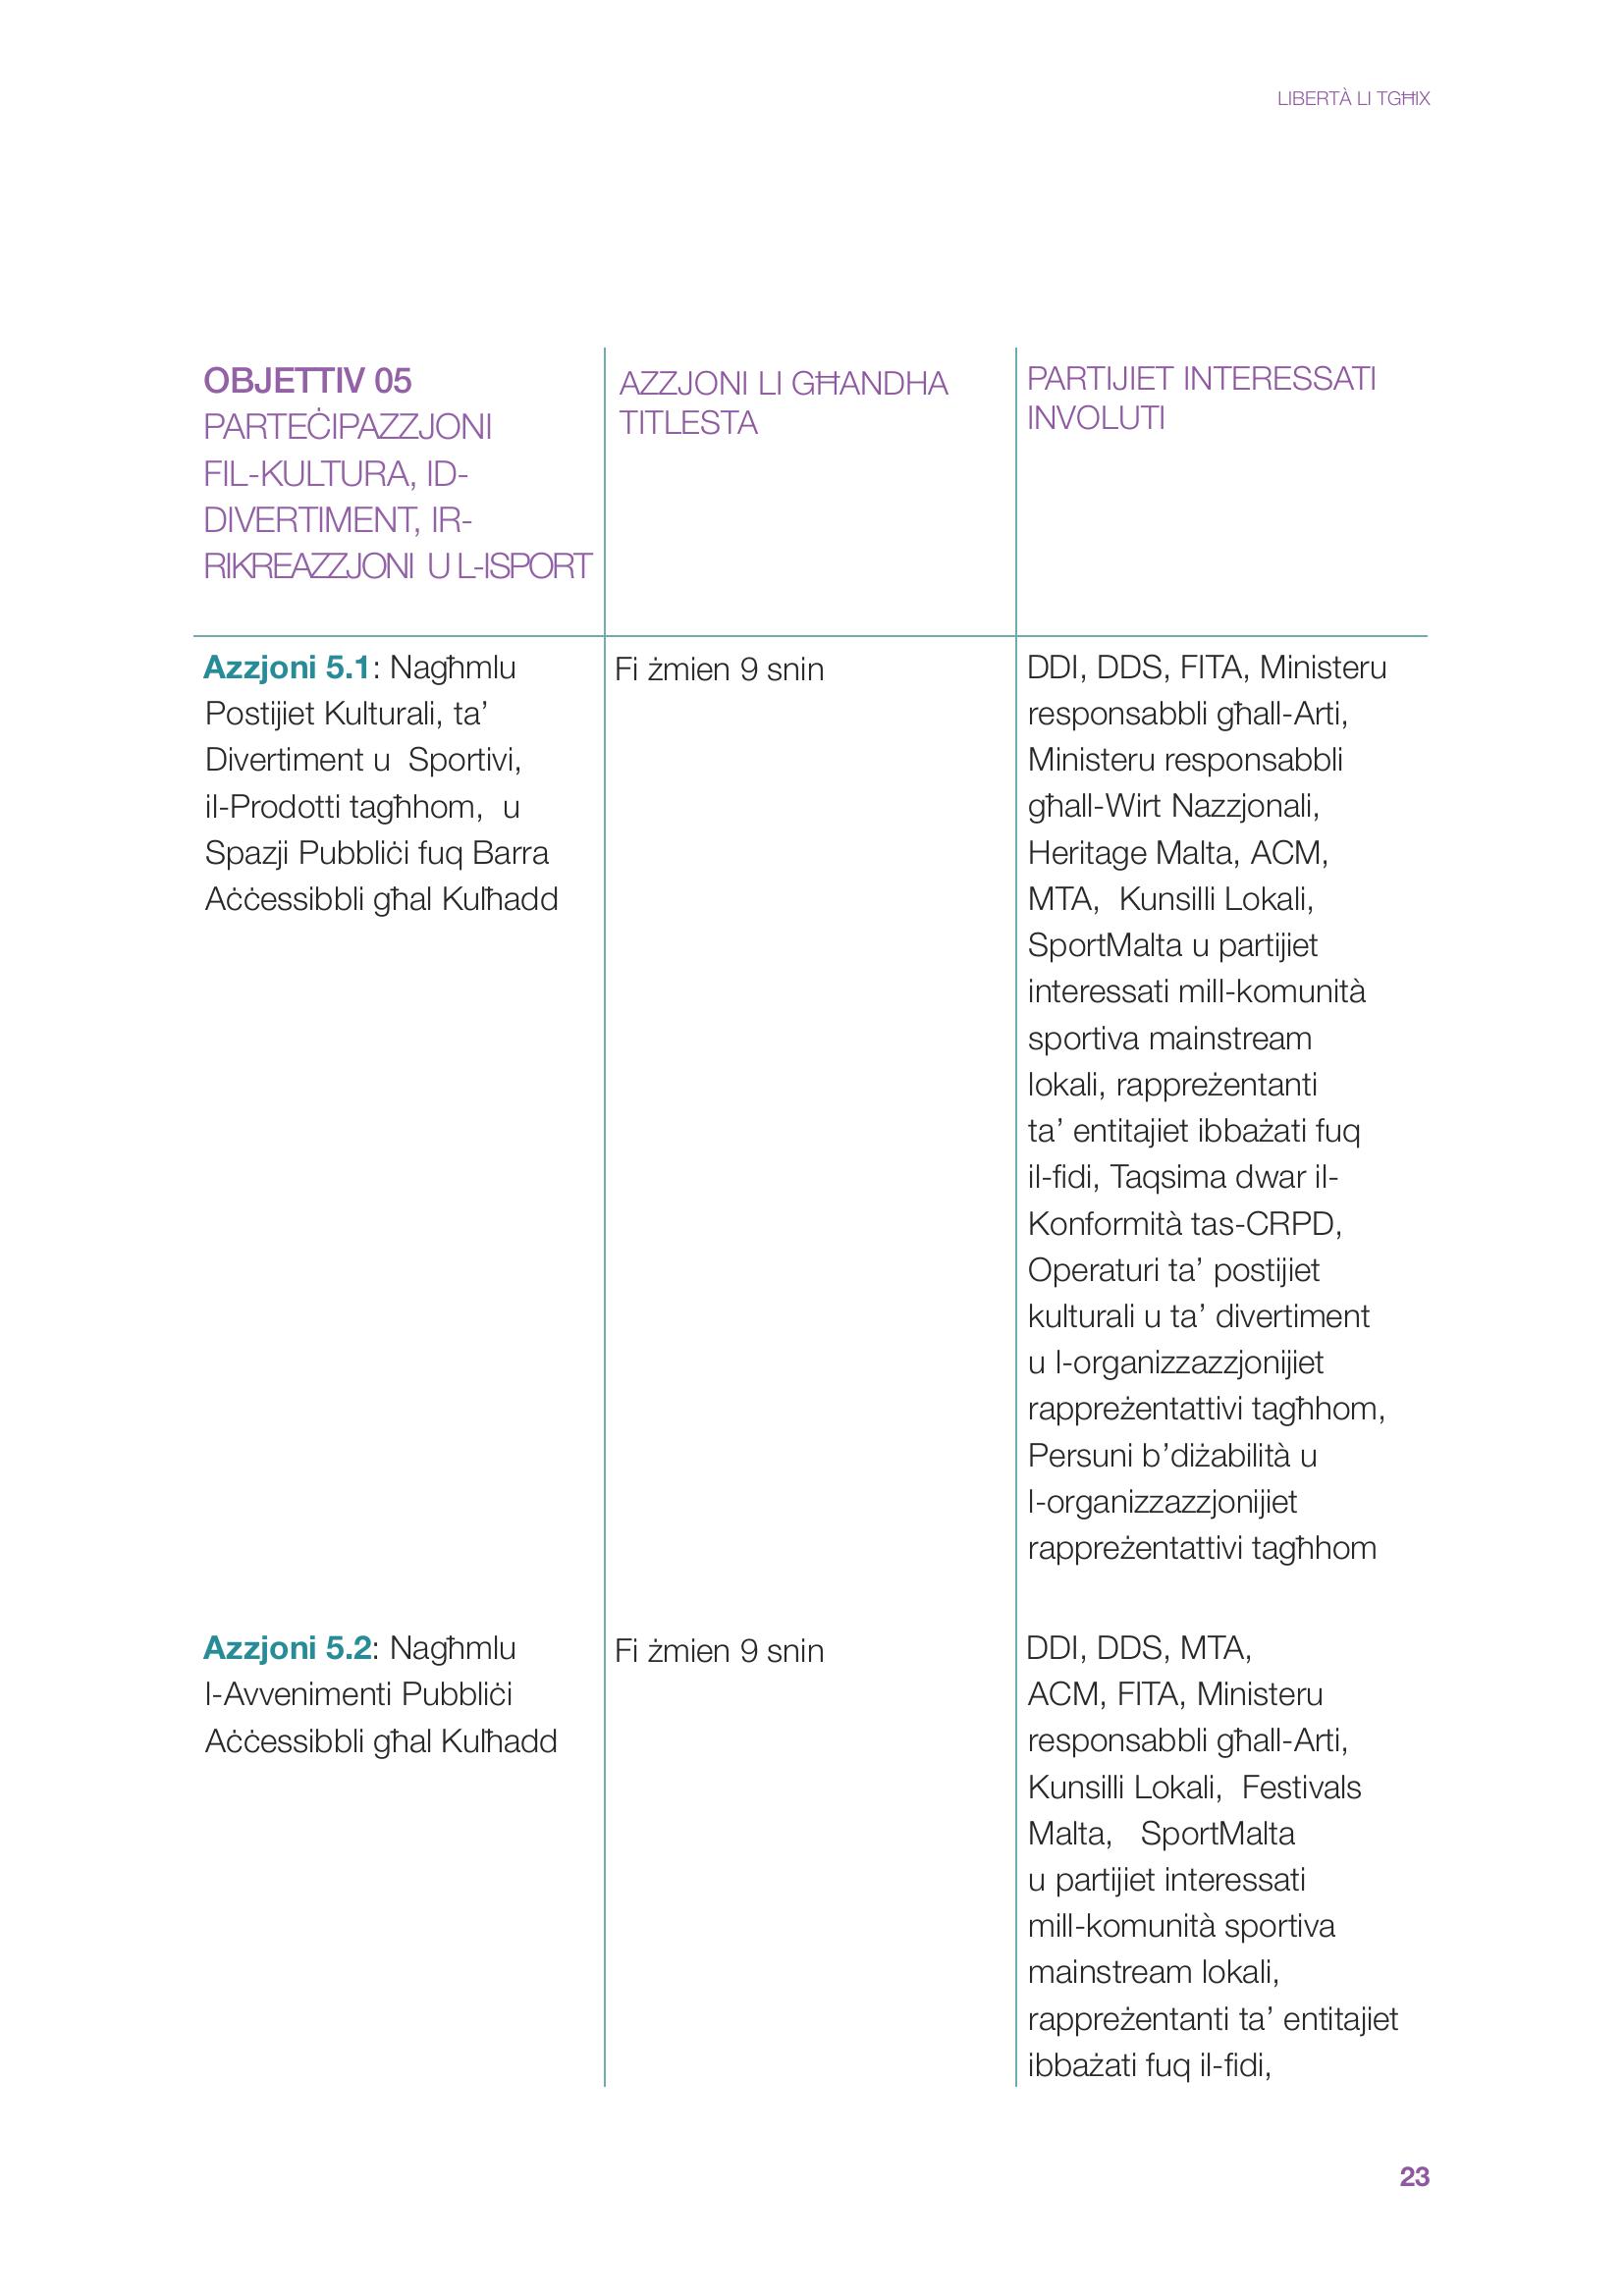 LIBERTÀ LI TGĦIX
OBJETTIV 05
PARTEĊIPAZZJONI
FIL-KULTURA, ID-
DIVERTIMENT, IR-
RIKREAZZJONI U L-ISPORT
AZZJONI LI GĦANDHA
TITLESTA
PARTIJIET INTERESSATI
INVOLUTI
Azzjoni 5.1: Nagħmlu
Postijiet Kulturali, ta’
Divertiment u Sportivi,
il-Prodotti tagħhom, u
Spazji Pubbliċi fuq Barra
Aċċessibbli għal Kulħadd
Fi żmien 9 snin
DDI, DDS, FITA, Ministeru
responsabbli għall-Arti,
Ministeru responsabbli
għall-Wirt Nazzjonali,
Heritage Malta, ACM,
MTA, Kunsilli Lokali,
SportMalta u partijiet
interessati mill-komunità
sportiva mainstream
lokali, rappreżentanti
ta’ entitajiet ibbażati fuq
il-fidi, Taqsima dwar il-
Konformità tas-CRPD,
Operaturi ta’ postijiet
kulturali u ta’ divertiment
u l-organizzazzjonijiet
rappreżentattivi tagħhom,
Persuni b’diżabilità u
l-organizzazzjonijiet
rappreżentattivi tagħhom
Azzjoni 5.2: Nagħmlu
l-Avvenimenti Pubbliċi
Aċċessibbli għal Kulħadd
Fi żmien 9 snin
DDI, DDS, MTA,
ACM, FITA, Ministeru
responsabbli għall-Arti,
Kunsilli Lokali, Festivals
Malta, SportMalta
u partijiet interessati
mill-komunità sportiva
mainstream lokali,
rappreżentanti ta’ entitajiet
ibbażati fuq il-fidi,
23